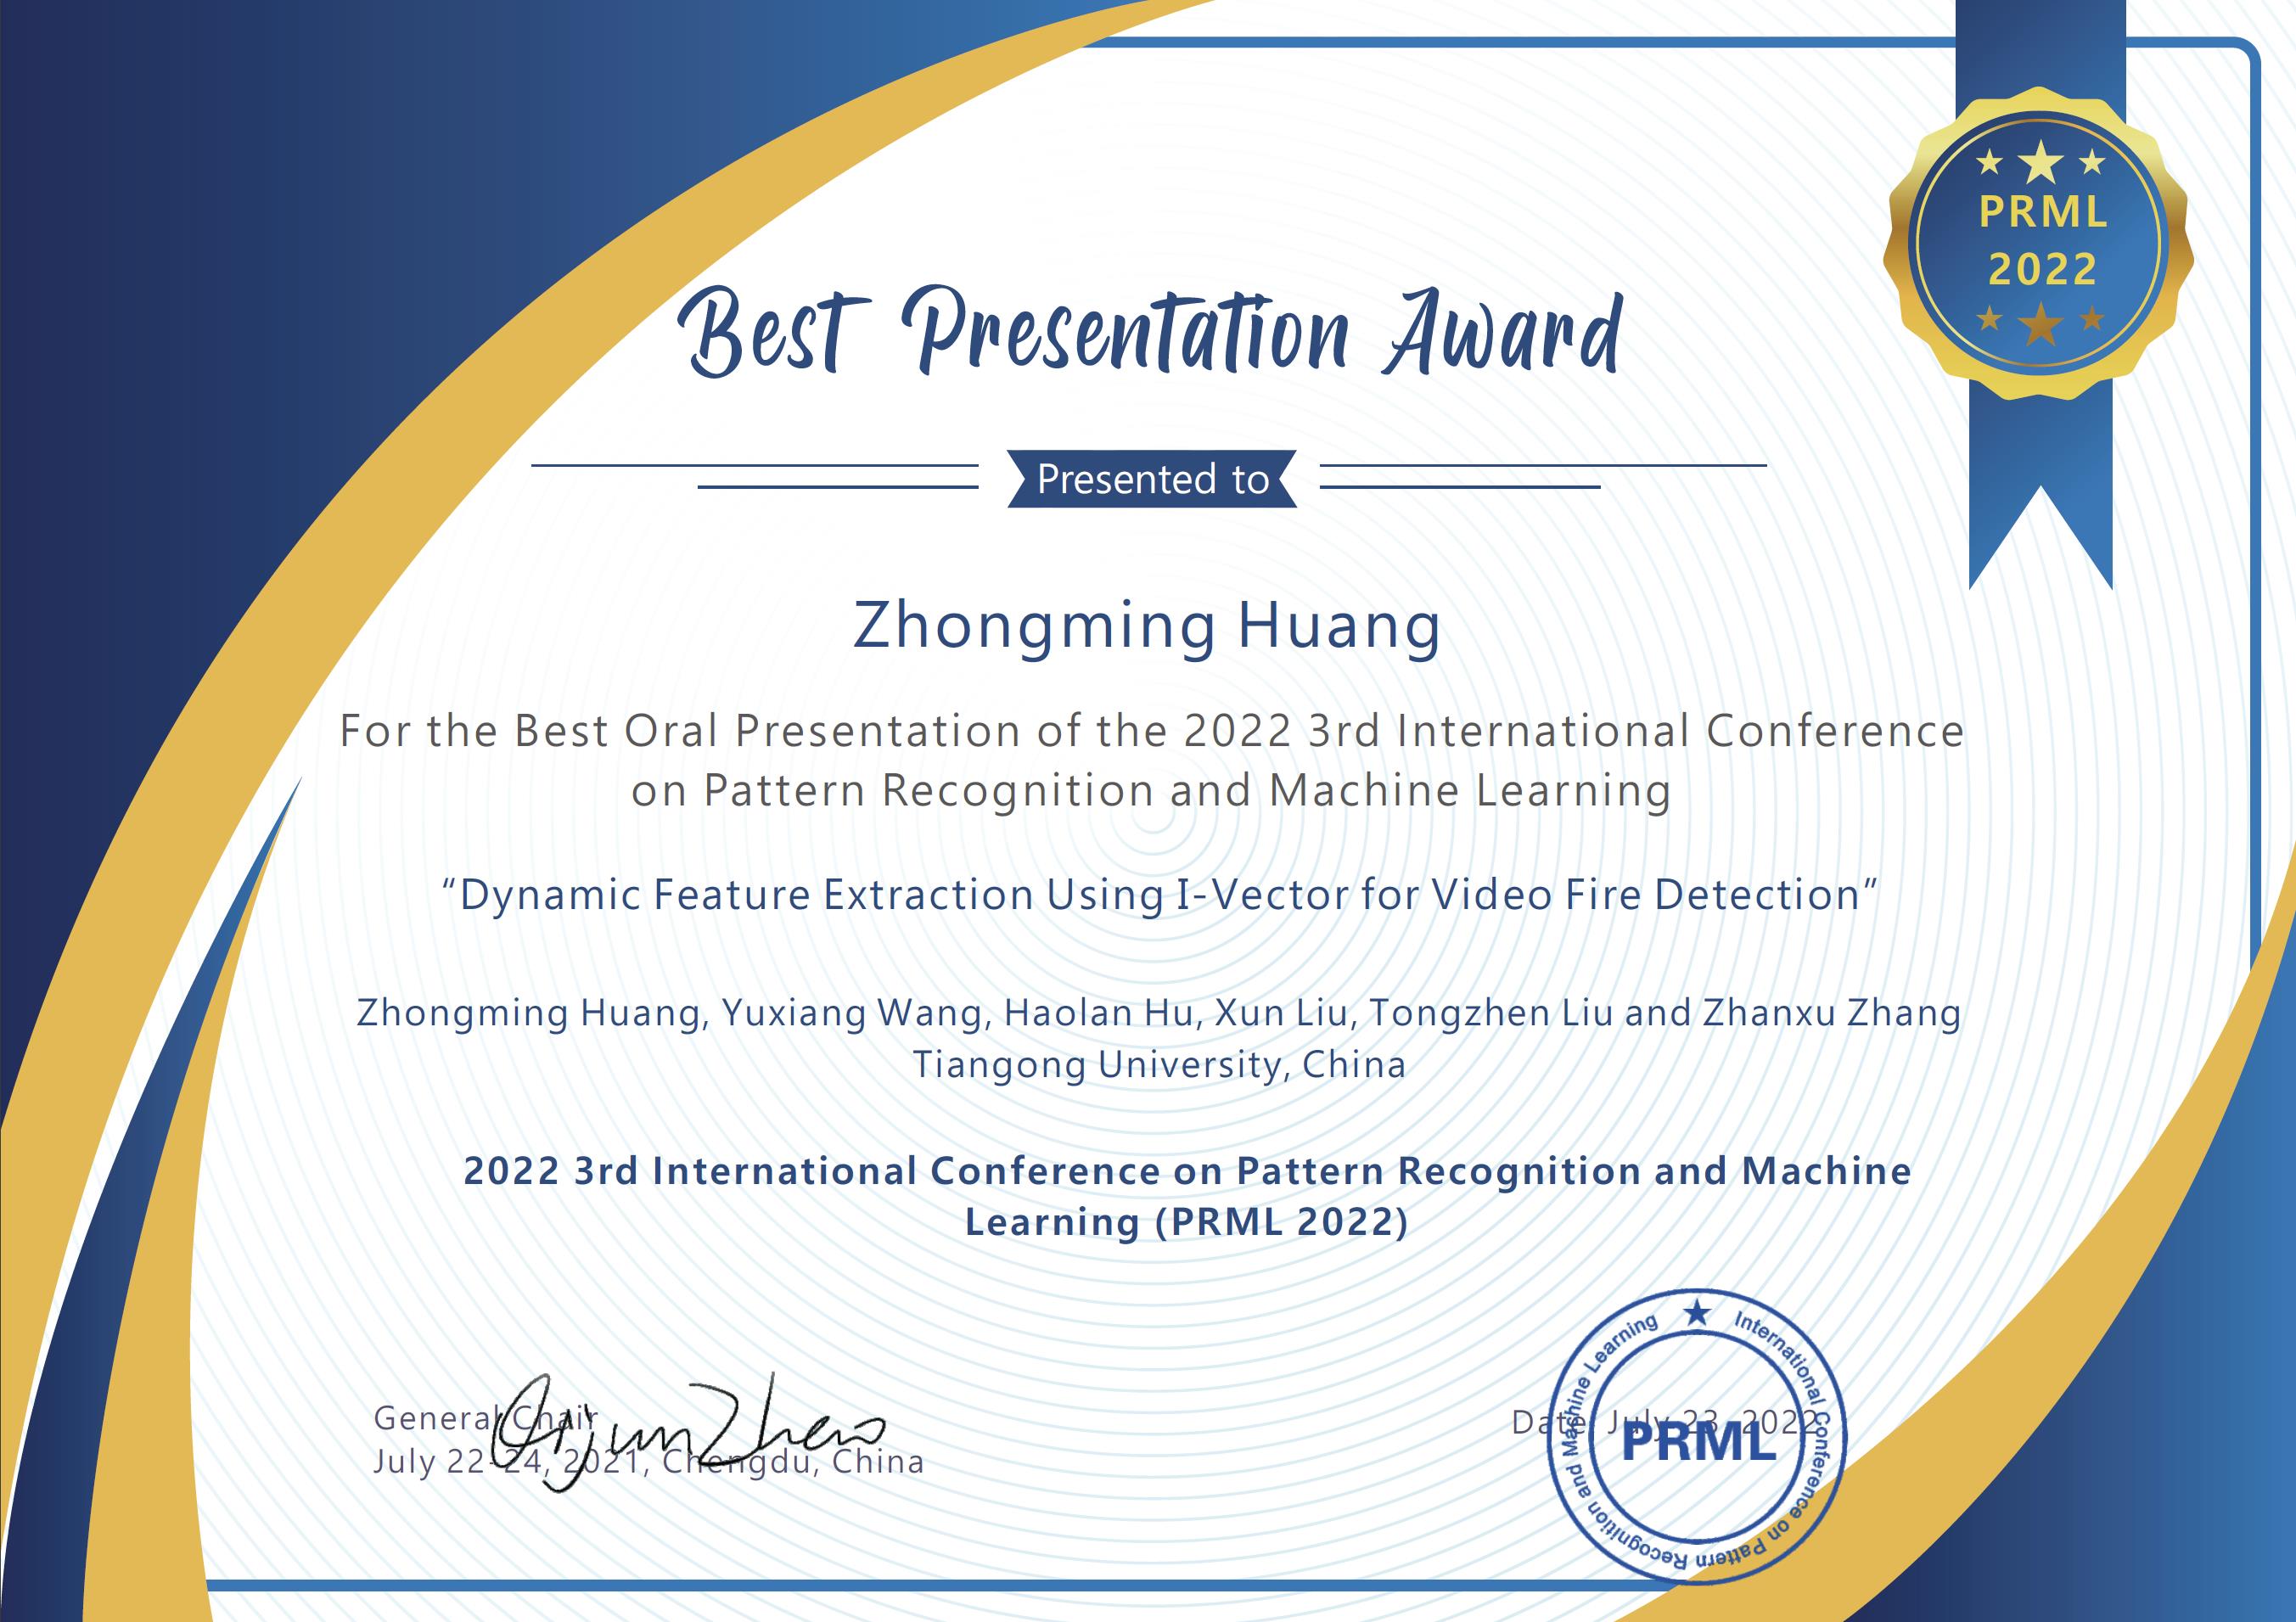 PRML
2022
Best Presentation Award
Presented to
Zhongming Huang
For the Best Oral Presentation of the 2022 3rd International Conference
on Pattern Recognition and Machine Learning
“Dynamic Feature Extraction Using I-Vector for Video Fire Detection”
Zhongming Huang, Yuxiang Wang, Haolan Hu, Xun Liu, Tongzhen Liu and Zhanxu Zhang
Tiangong University, China
2022 3rd International Conference on Pattern Recognition and Machine
Learning (PRML 2022)
General Chair
July 22-24, 2021, Chengdu, China
Date: July 23, 2022
International Conference on Pattern Recognition and Machine Learning
PRML